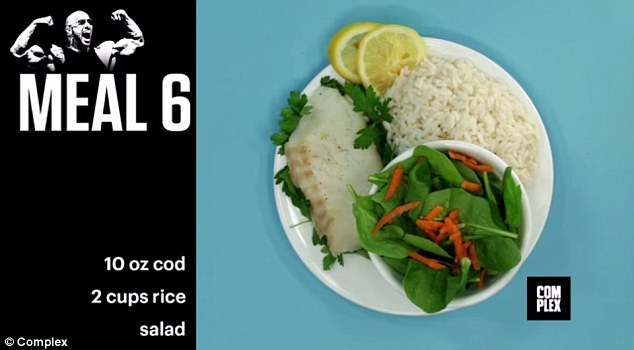 MEAL 6
10 oz cod
2 cups rice
salad
COM
PLEX
© Complex